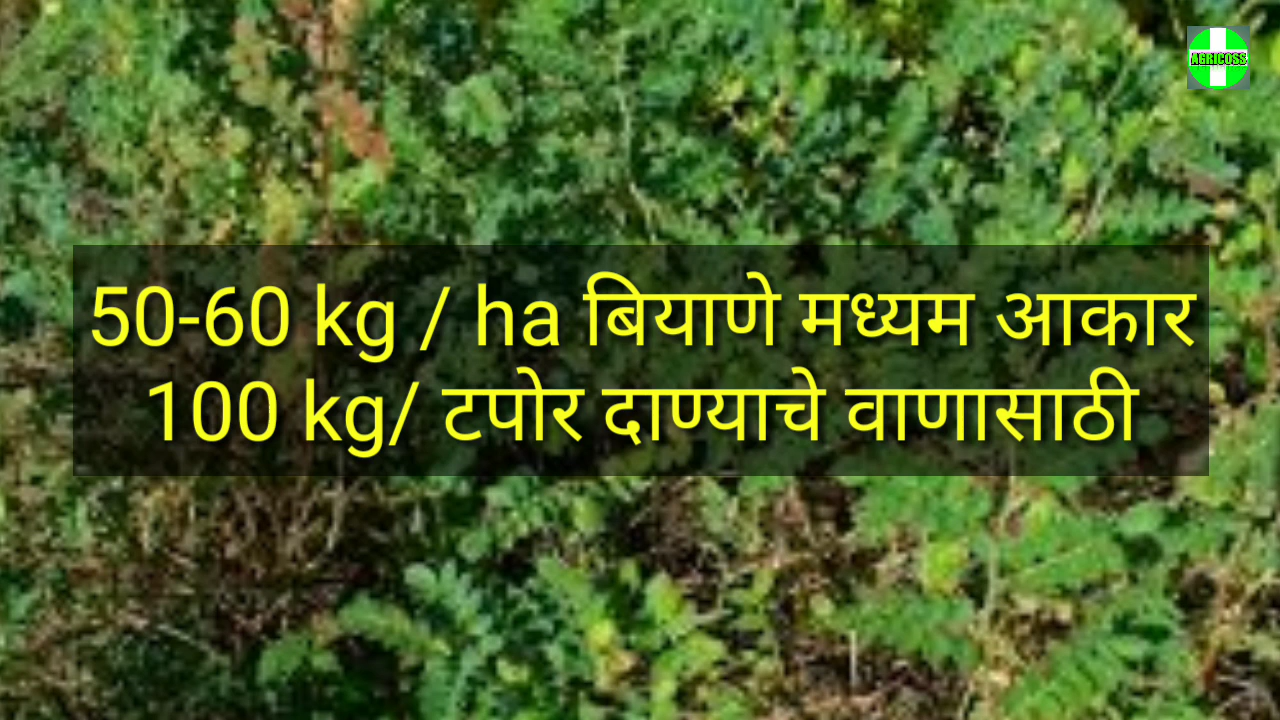 AGRICOSS
50-60 kg / ha बियाणे मध्यम आकार
100 kg/ टपोर दाण्याचे वाणासाठी